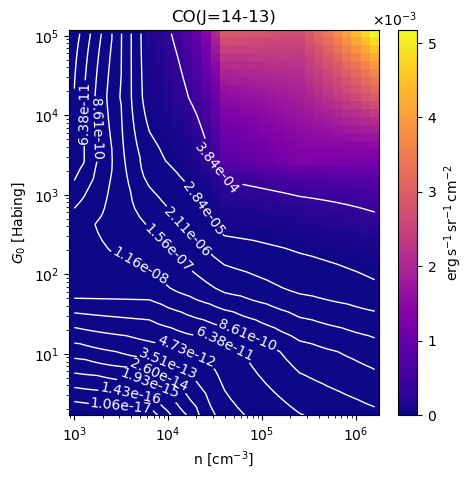 CO(J=14-13)
×10⁻³
10⁵
10⁴
10³
10²
10¹
G₀ [Habing]
6.38e-11
8.61e-10
3.84e-04
2.84e-05
2.11e-06
1.56e-07
1.16e-08
8.61e-10
6.38e-11
4.73e-12
3.51e-13
2.60e-14
1.93e-15
1.43e-16
1.06e-17
10³
10⁴
10⁵
10⁶
n [cm⁻³]
5
4
3
2
1
0
erg s⁻¹ sr⁻¹ cm⁻²